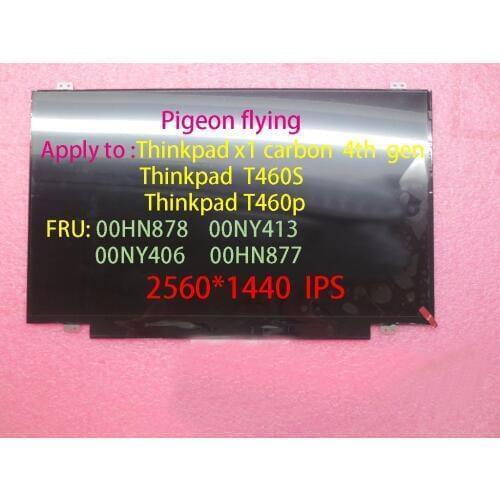 Pigeon flying
Apply to :Thinkpad x1 carbon 4th gen
Thinkpad T460S
Thinkpad T460p
FRU: 00HN878 00NY413
00NY406 00HN877
2560*1440 IPS